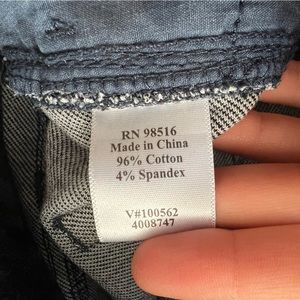 RN 98516
Made in China
96% Cotton
4% Spandex
V#100562
4008747